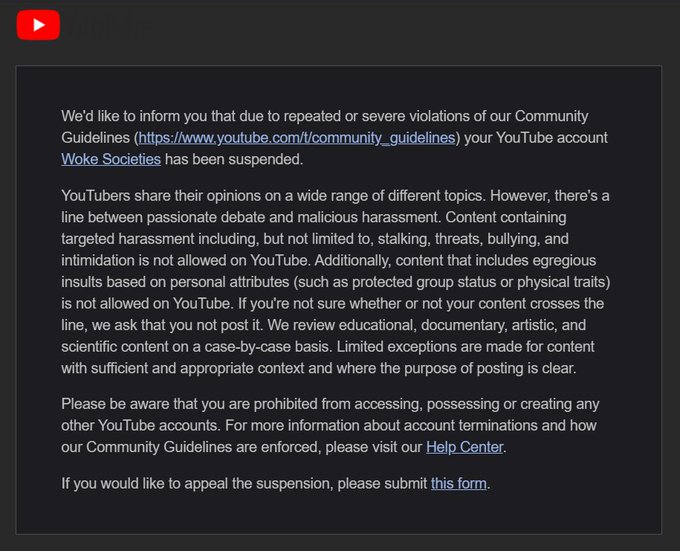 We'd like to inform you that due to repeated or severe violations of our Community
Guidelines (https://www.youtube.com/t/community_guidelines) your YouTube account
Woke Societies has been suspended.
YouTubers share their opinions on a wide range of different topics. However, there's a
line between passionate debate and malicious harassment. Content containing
targeted harassment including, but not limited to, stalking, threats, bullying, and
intimidation is not allowed on YouTube. Additionally, content that includes egregious
insults based on personal attributes (such as protected group status or physical traits)
is not allowed on YouTube. If you're not sure whether or not your content crosses the
line, we ask that you not post it. We review educational, documentary, artistic, and
scientific content on a case-by-case basis. Limited exceptions are made for content
with sufficient and appropriate context and where the purpose of posting is clear.
Please be aware that you are prohibited from accessing, possessing or creating any
other YouTube accounts. For more information about account terminations and how
our Community Guidelines are enforced, please visit our Help Center.
If you would like to appeal the suspension, please submit this form.